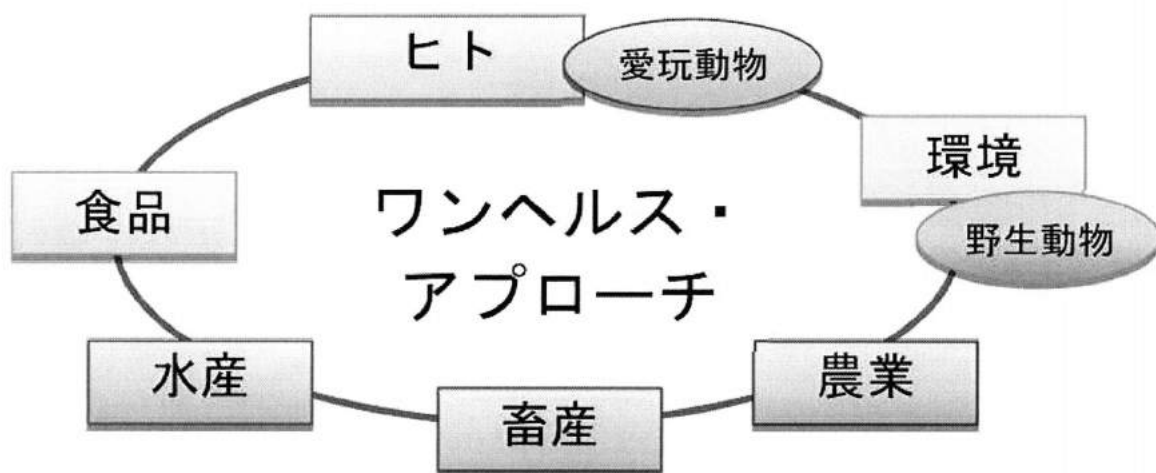 ヒト
愛玩動物
環境
食品
ワンヘルス・
アプローチ
野生動物
水産
農業
畜産